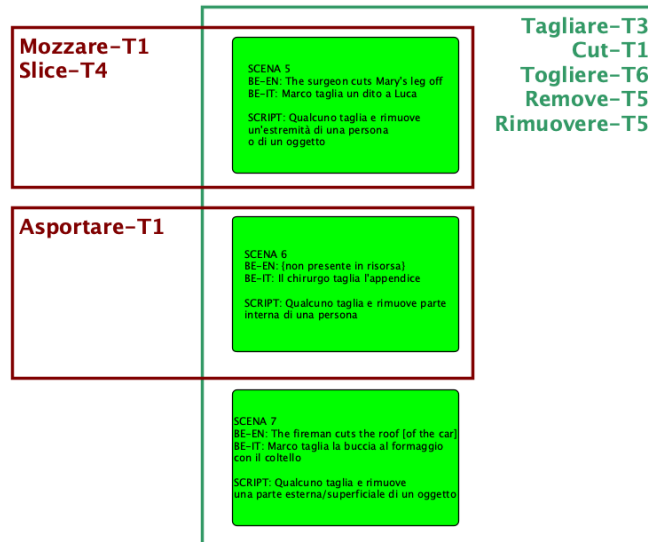 Tagliare-T3
Cut-T1
Togliere-T6
Remove-T5
Rimuovere-T5
Mozzare-T1
Slice-T4
SCENA 5
BE-EN: The surgeon cuts Mary's leg off
BE-IT: Marco taglia un dito a Luca
SCRIPT: Qualcuno taglia e rimuove
un'estremità di una persona
o di un oggetto
Asportare-T1
SCENA 6
BE-EN: (non presente in risorsa)
BE-IT: Il chirurgo taglia l'appendice
SCRIPT: Qualcuno taglia e rimuove parte
interna di una persona
SCENA 7
BE-EN: The fireman cuts the roof [of the car]
BE-IT: Marco taglia la buccia al formaggio
con il coltello
SCRIPT: Qualcuno taglia e rimuove
una parte esterna/superficiale di un oggetto